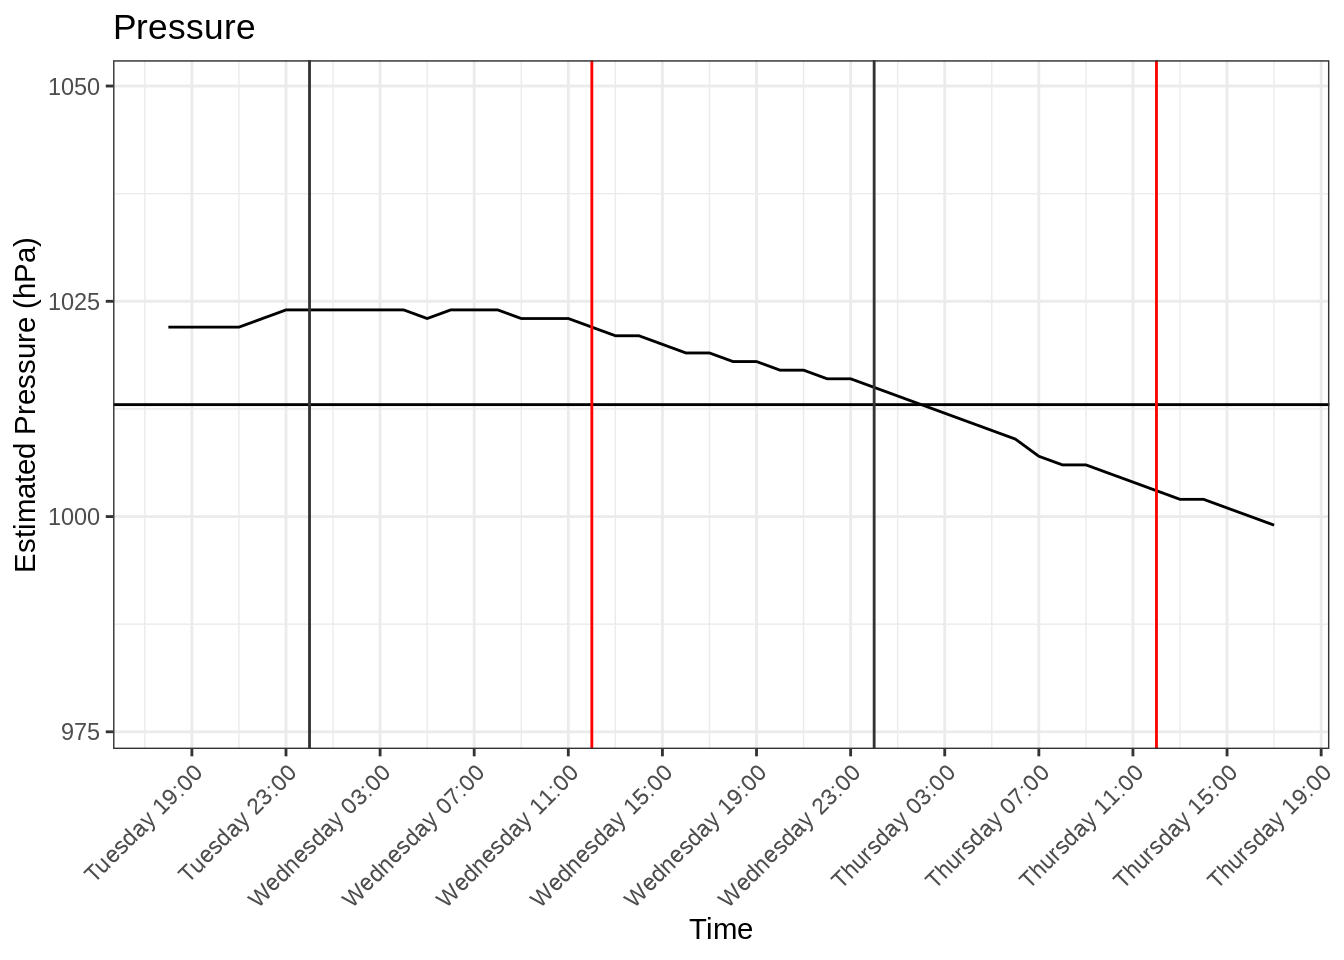 Pressure
Estimated Pressure (hPa)
1050
1025
1000
975
Tuesday 19:00
Tuesday 23:00
Wednesday 03:00
Wednesday 07:00
Wednesday 11:00
Wednesday 15:00
Wednesday 19:00
Wednesday 23:00
Thursday 03:00
Thursday 07:00
Thursday 11:00
Thursday 15:00
Thursday 19:00
Time